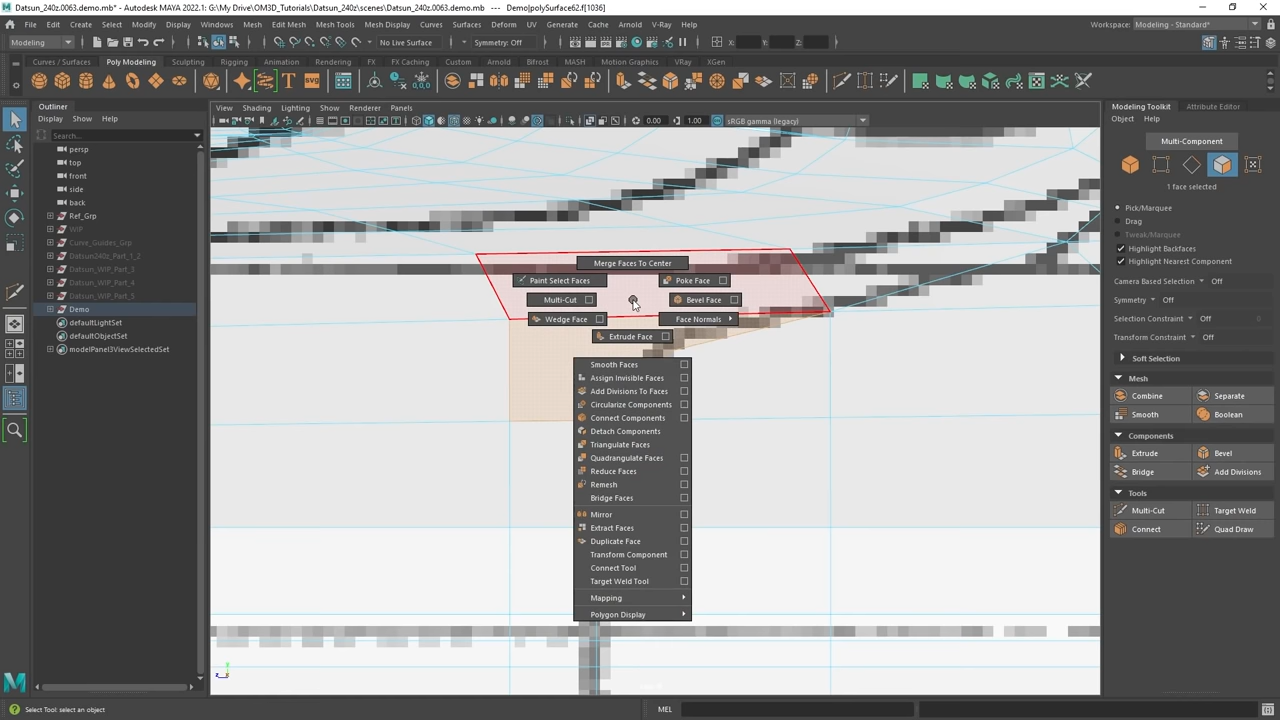 Datsun_240z.0063.demo.mb* - Autodesk MAYA 2022.1: G:\My Drive\OM3D_Tutorials\Datsun_240z\scenes\Datsun_240z.0063.demo.mb --- Demo|polySurface62.f[1036]
File Edit Create Select Modify Display Windows Mesh Edit Mesh Mesh Tools Mesh Display Curves Surfaces Deform UV Generate Cache Arnold V-Ray Help
Workspace: Modeling - Standard*
Modeling No Live Surface Symmetry: Off X: Y: Z:
Curves / Surfaces Poly Modeling Sculpting Rigging Animation Rendering FX FX Caching Custom Arnold Bifrost MASH Motion Graphics VRay XGen
Outliner
Display Show Help
Search...
persp
top
front
side
back
Ref_Grp
WIP
Curve_Guides_Grp
Datsun240z_Part_1_2
Datsun_WIP_Part_3
Datsun_WIP_Part_4
Datsun_WIP_Part_5
Demo
defaultLightSet
defaultObjectSet
modelPanel3ViewSelectedSet
View Shading Lighting Show Renderer Panels
0.00 1.00 sRGB gamma (legacy)
Merge Faces To Center
Paint Select Faces Poke Face
Multi-Cut Bevel Face
Wedge Face Face Normals
Extrude Face
Smooth Faces
Assign Invisible Faces
Add Divisions To Faces
Circularize Components
Connect Components
Detach Components
Triangulate Faces
Quadrangulate Faces
Reduce Faces
Remesh
Bridge Faces
Mirror
Extract Faces
Duplicate Face
Transform Component
Connect Tool
Target Weld Tool
Mapping
Polygon Display
Modeling Toolkit Attribute Editor
Object Help
Multi-Component
1 face selected
Pick/Marquee
Drag
Tweak/Marquee
Highlight Backfaces
Highlight Nearest Component
Camera Based Selection Off
Symmetry Off
Selection Constraint Off
Transform Constraint Off
Soft Selection
Mesh
Combine Separate
Smooth Boolean
Components
Extrude Bevel
Bridge Add Divisions
Tools
Multi-Cut Target Weld
Connect Quad Draw
Select Tool: select an object
MEL